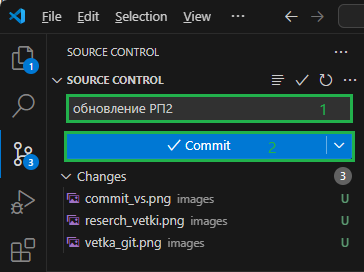 File Edit Selection View ···
SOURCE CONTROL ···
SOURCE CONTROL ···
1
обновление РП2 1
3
Commit 2
Changes 3
commit_vs.png images U
reserch_vetki.png images U
vetka_git.png images U